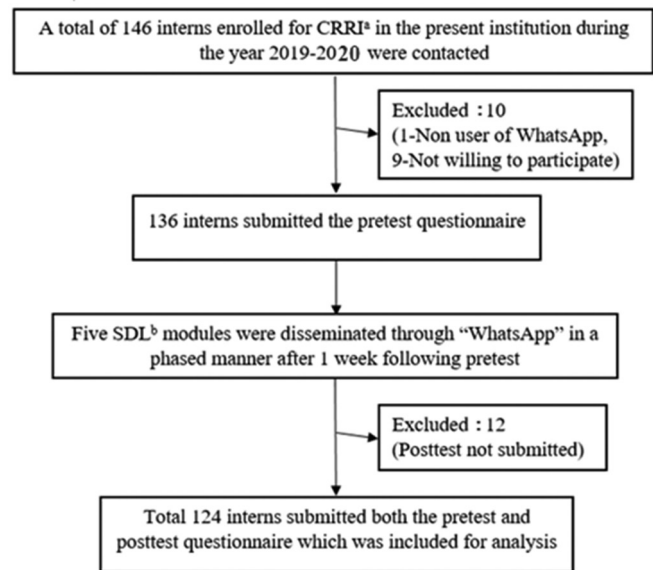 A total of 146 interns enrolled for CRRIᵃ in the present institution during
the year 2019-2020 were contacted
Excluded : 10
(1-Non user of WhatsApp,
9-Not willing to participate)
136 interns submitted the pretest questionnaire
Five SDLᵇ modules were disseminated through “WhatsApp” in a
phased manner after 1 week following pretest
Excluded : 12
(Posttest not submitted)
Total 124 interns submitted both the pretest and
posttest questionnaire which was included for analysis